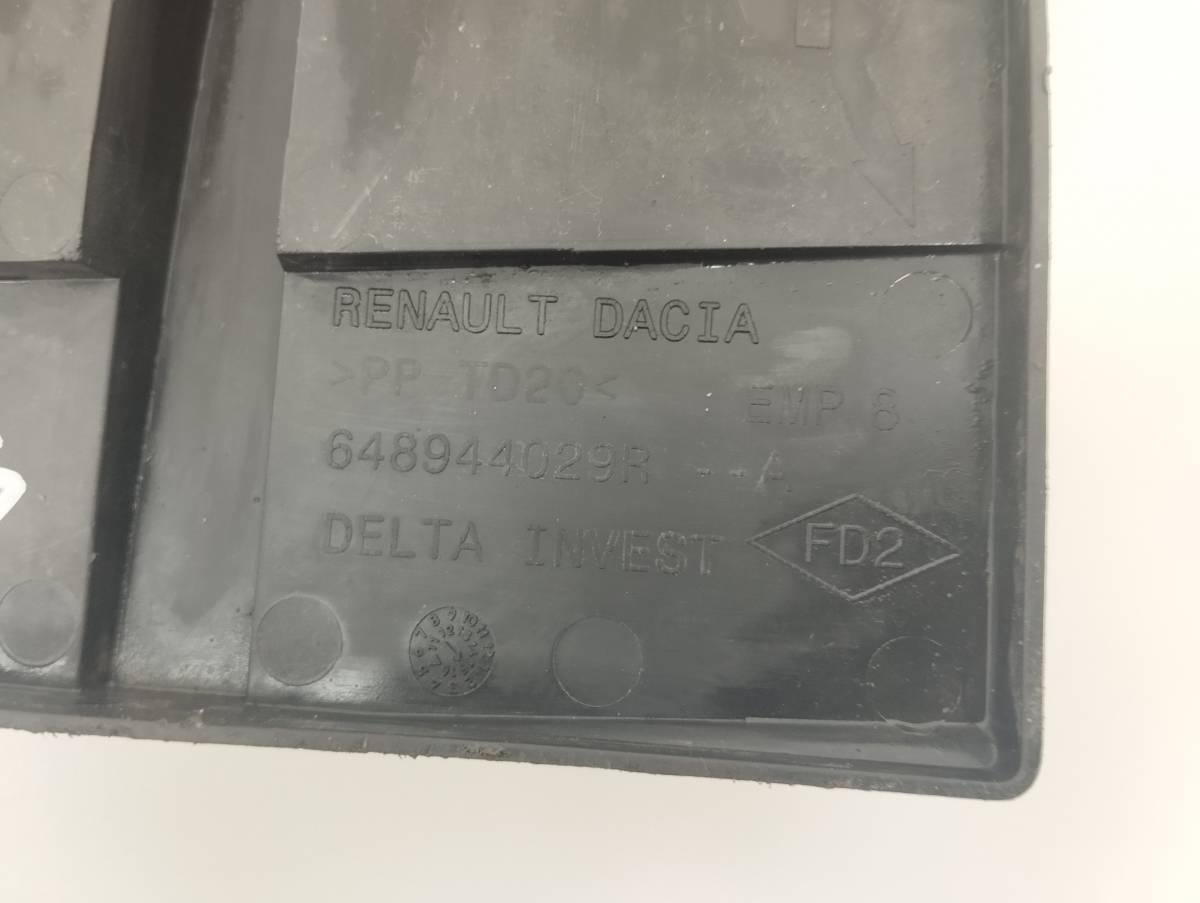 RENAULT DACIA
>PP TD20<
EMP 8
648944029R --A
DELTA INVEST
FD2